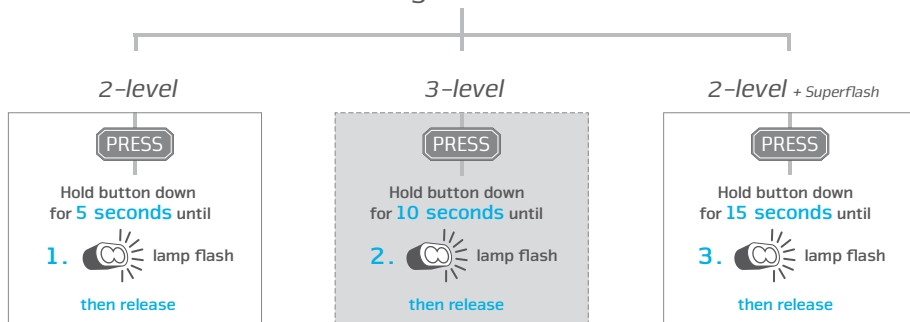 2-level
PRESS
Hold button down
for 5 seconds until
1. lamp flash
then release
3-level
PRESS
Hold button down
for 10 seconds until
2. lamp flash
then release
2-level + Superflash
PRESS
Hold button down
for 15 seconds until
3. lamp flash
then release